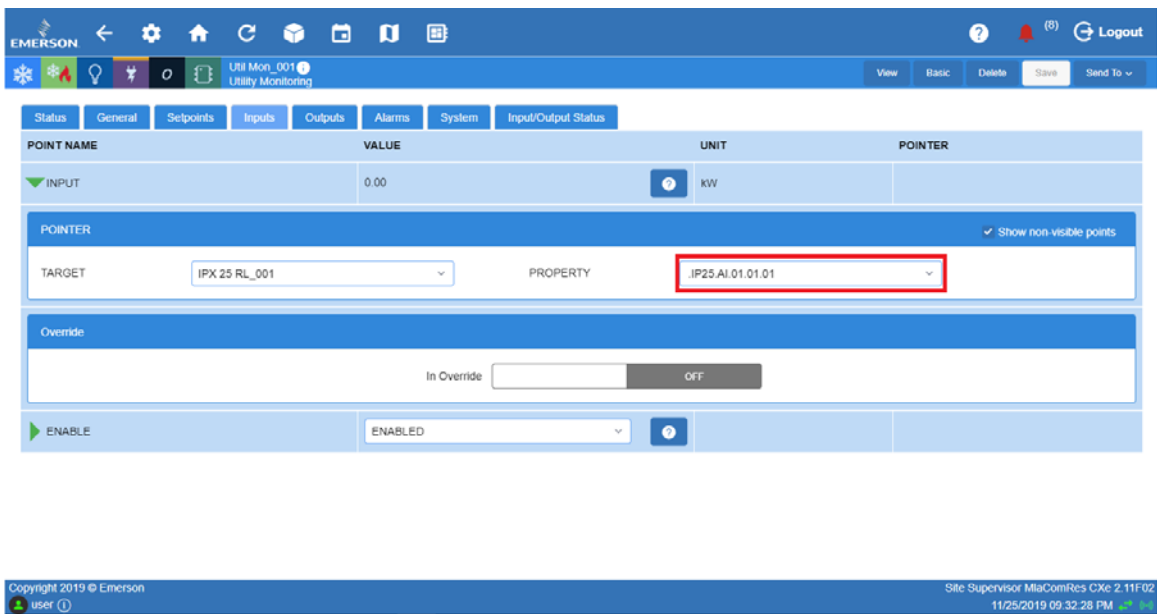 EMERSON
(8) Logout
Util Mon_001
Utility Monitoring
View Basic Delete Save Send To
Status General Setpoints Inputs Outputs Alarms System Input/Output Status
POINT NAME VALUE UNIT POINTER
INPUT 0.00 kW
POINTER Show non-visible points
TARGET IPX 25 RL_001 PROPERTY .IP25.AI.01.01.01
Override
In Override OFF
ENABLE ENABLED
Copyright 2019 © Emerson Site Supervisor MlaComRes CXe 2.11F02
user 11/25/2019 09:32:28 PM